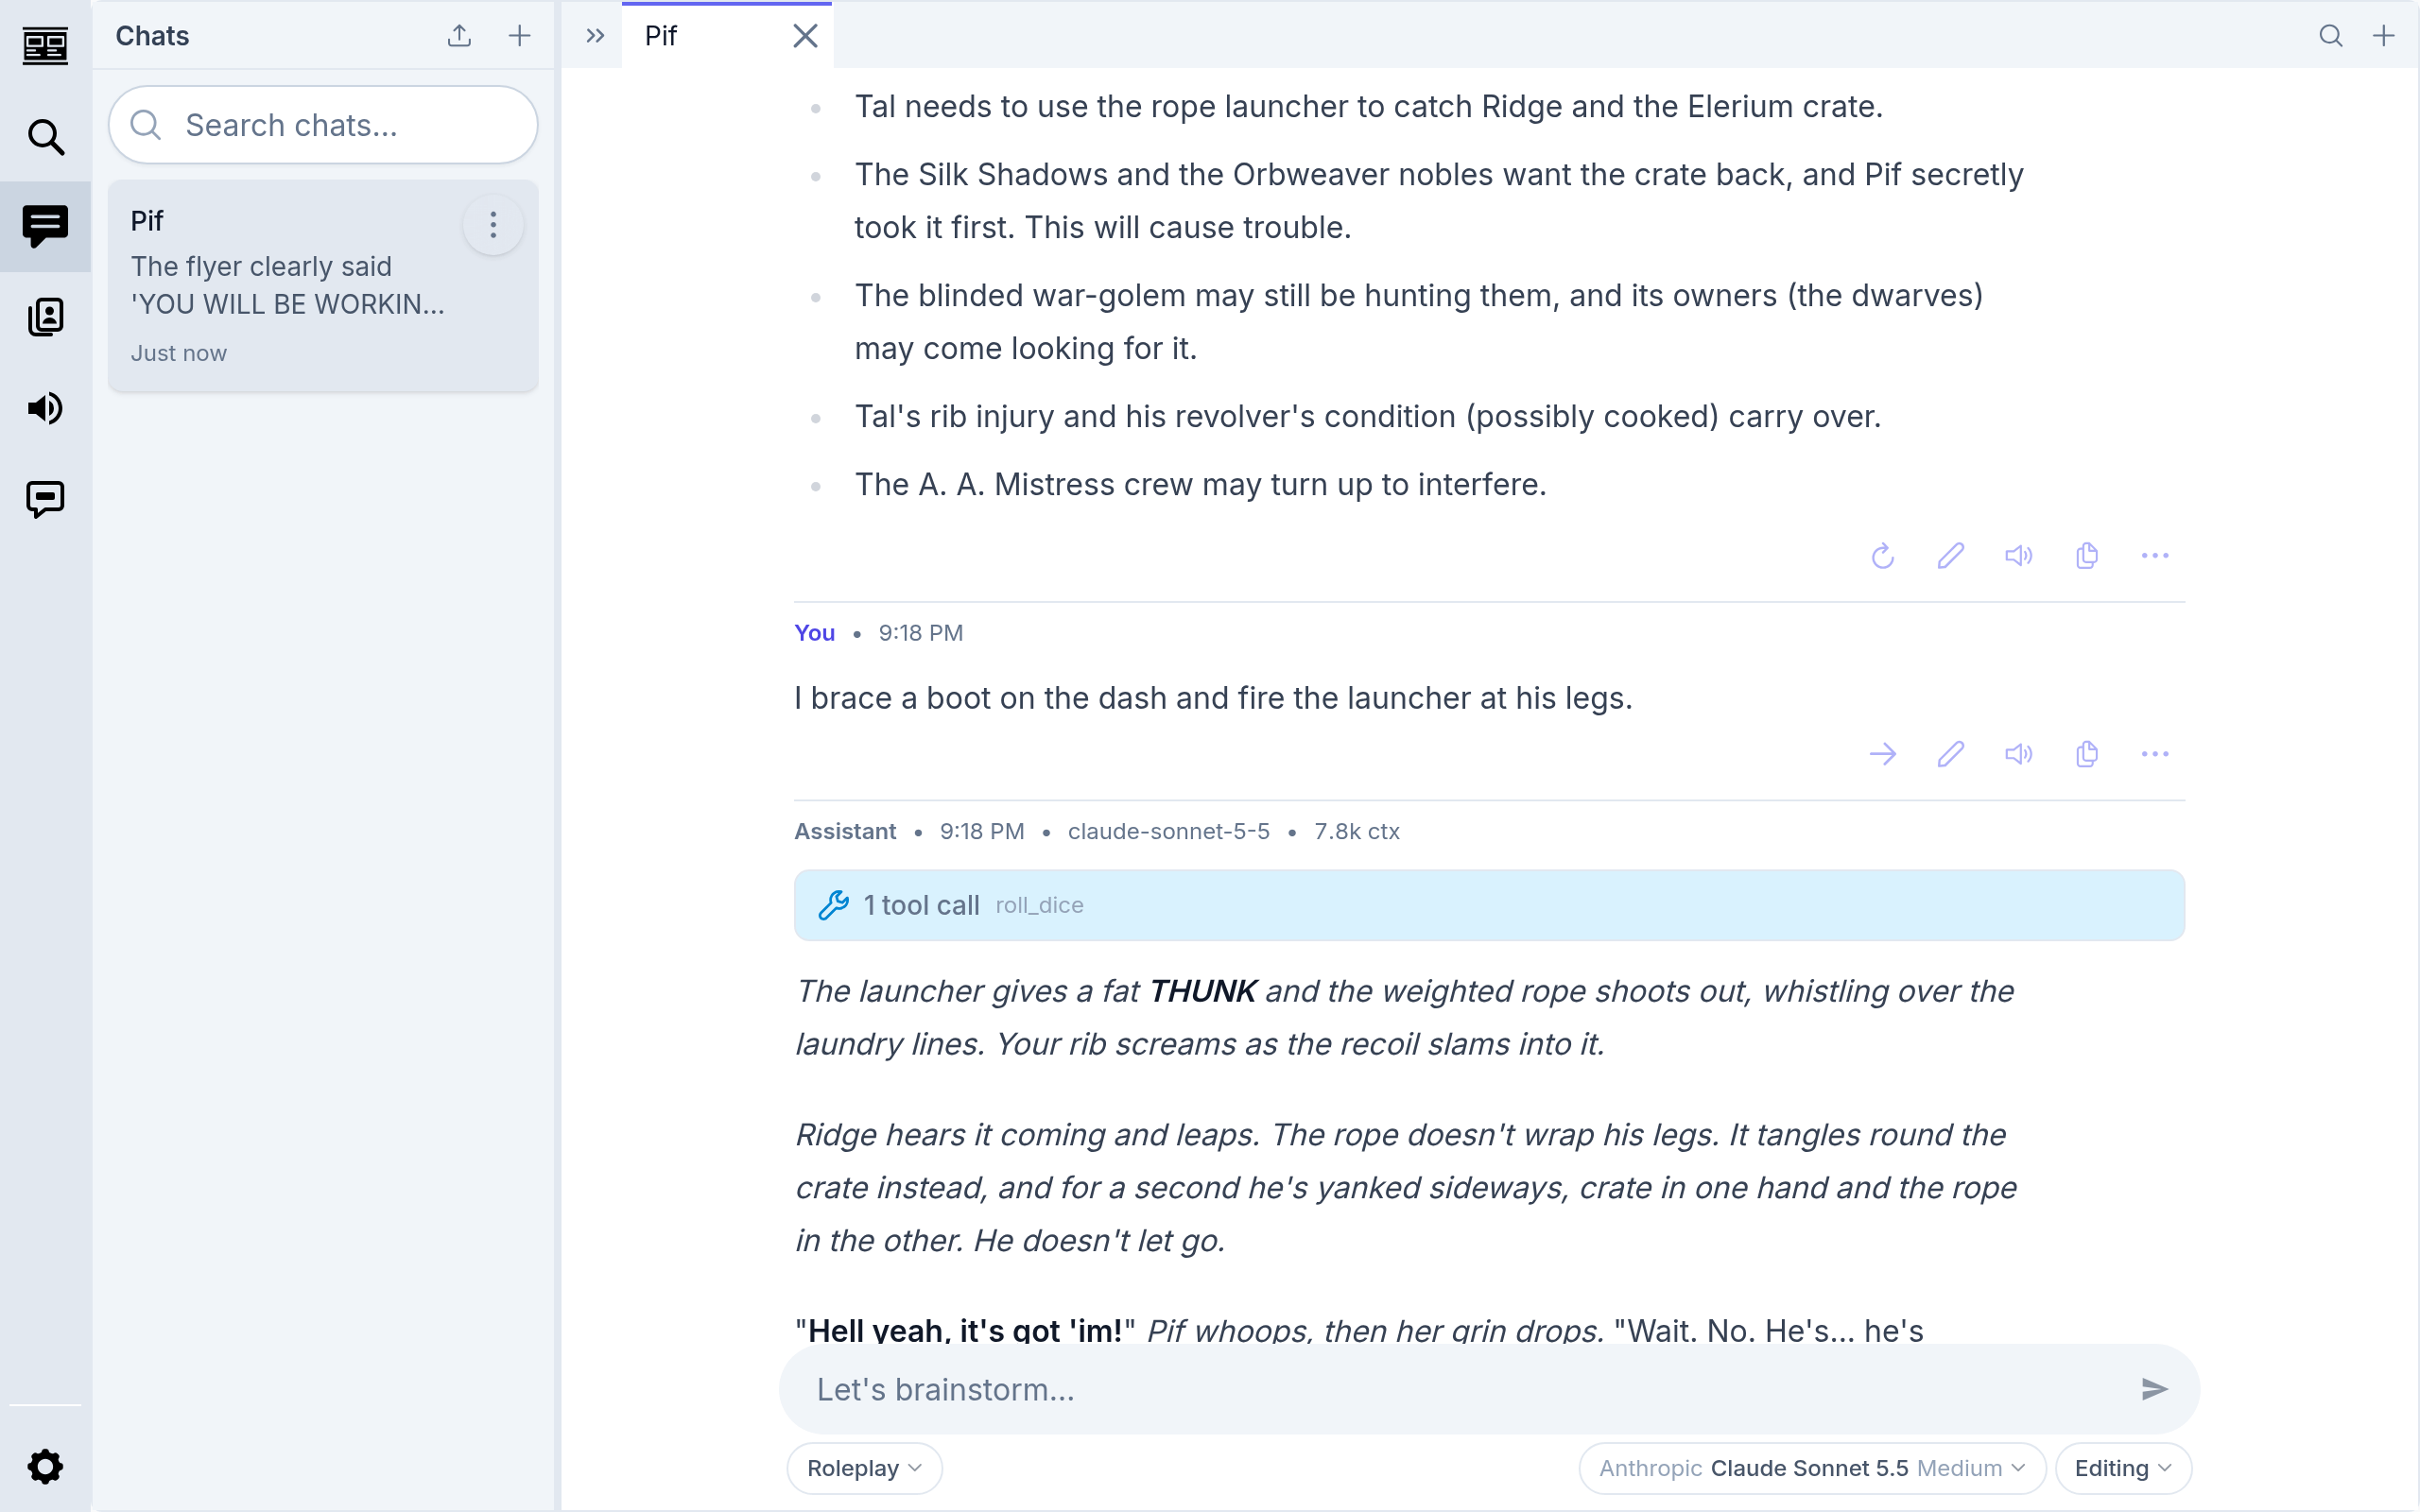 Chats
Pif
Search chats...
Pif
The flyer clearly said
'YOU WILL BE WORKIN...
Just now
Tal needs to use the rope launcher to catch Ridge and the Elerium crate.
The Silk Shadows and the Orbweaver nobles want the crate back, and Pif secretly
took it first. This will cause trouble.
The blinded war-golem may still be hunting them, and its owners (the dwarves)
may come looking for it.
Tal's rib injury and his revolver's condition (possibly cooked) carry over.
The A. A. Mistress crew may turn up to interfere.
You • 9:18 PM
I brace a boot on the dash and fire the launcher at his legs.
Assistant • 9:18 PM • claude-sonnet-5-5 • 7.8k ctx
1 tool call roll_dice
The launcher gives a fat THUNK and the weighted rope shoots out, whistling over the
laundry lines. Your rib screams as the recoil slams into it.
Ridge hears it coming and leaps. The rope doesn't wrap his legs. It tangles round the
crate instead, and for a second he's yanked sideways, crate in one hand and the rope
in the other. He doesn't let go.
"Hell yeah, it's got 'im!" Pif whoops, then her grin drops. "Wait. No. He's... he's
Let's brainstorm...
Roleplay
Anthropic Claude Sonnet 5.5 Medium
Editing